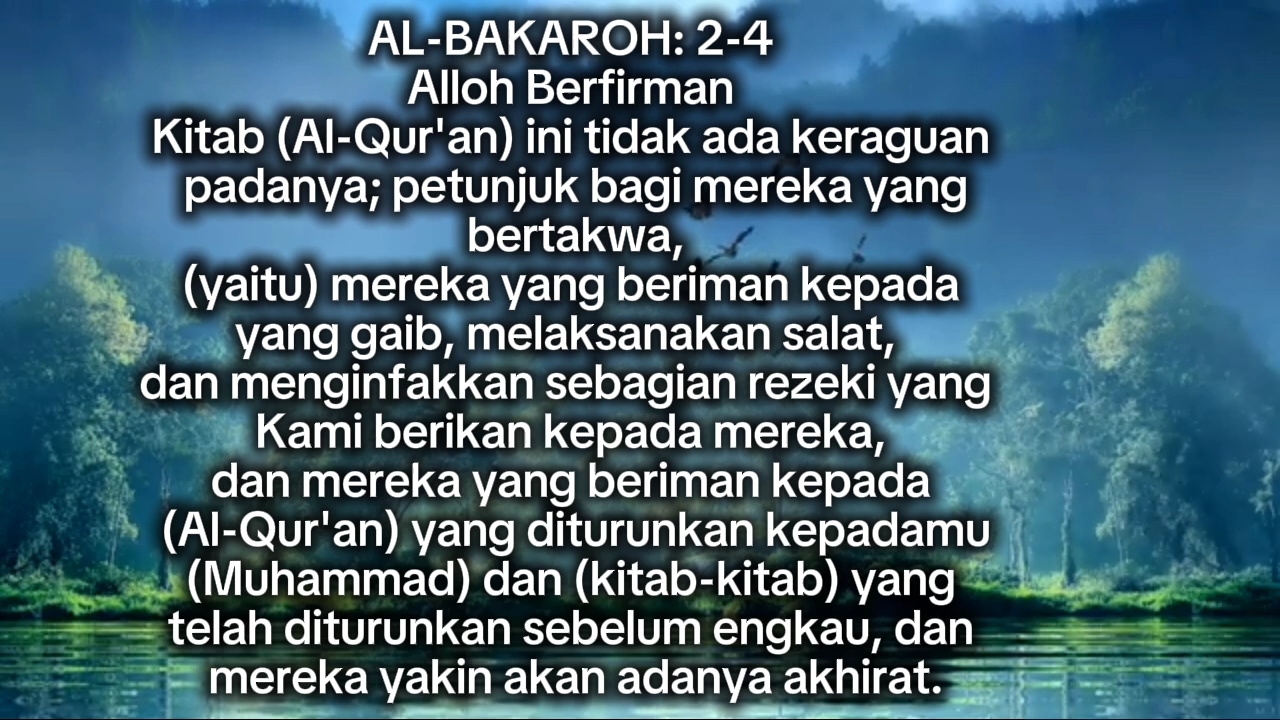 AL-BAKAROH: 2-4
Alloh Berfirman
Kitab (Al-Qur'an) ini tidak ada keraguan
padanya; petunjuk bagi mereka yang
bertakwa,
(yaitu) mereka yang beriman kepada
yang gaib, melaksanakan salat,
dan menginfakkan sebagian rezeki yang
Kami berikan kepada mereka,
dan mereka yang beriman kepada
(Al-Qur'an) yang diturunkan kepadamu
(Muhammad) dan (kitab-kitab) yang
telah diturunkan sebelum engkau, dan
mereka yakin akan adanya akhirat.